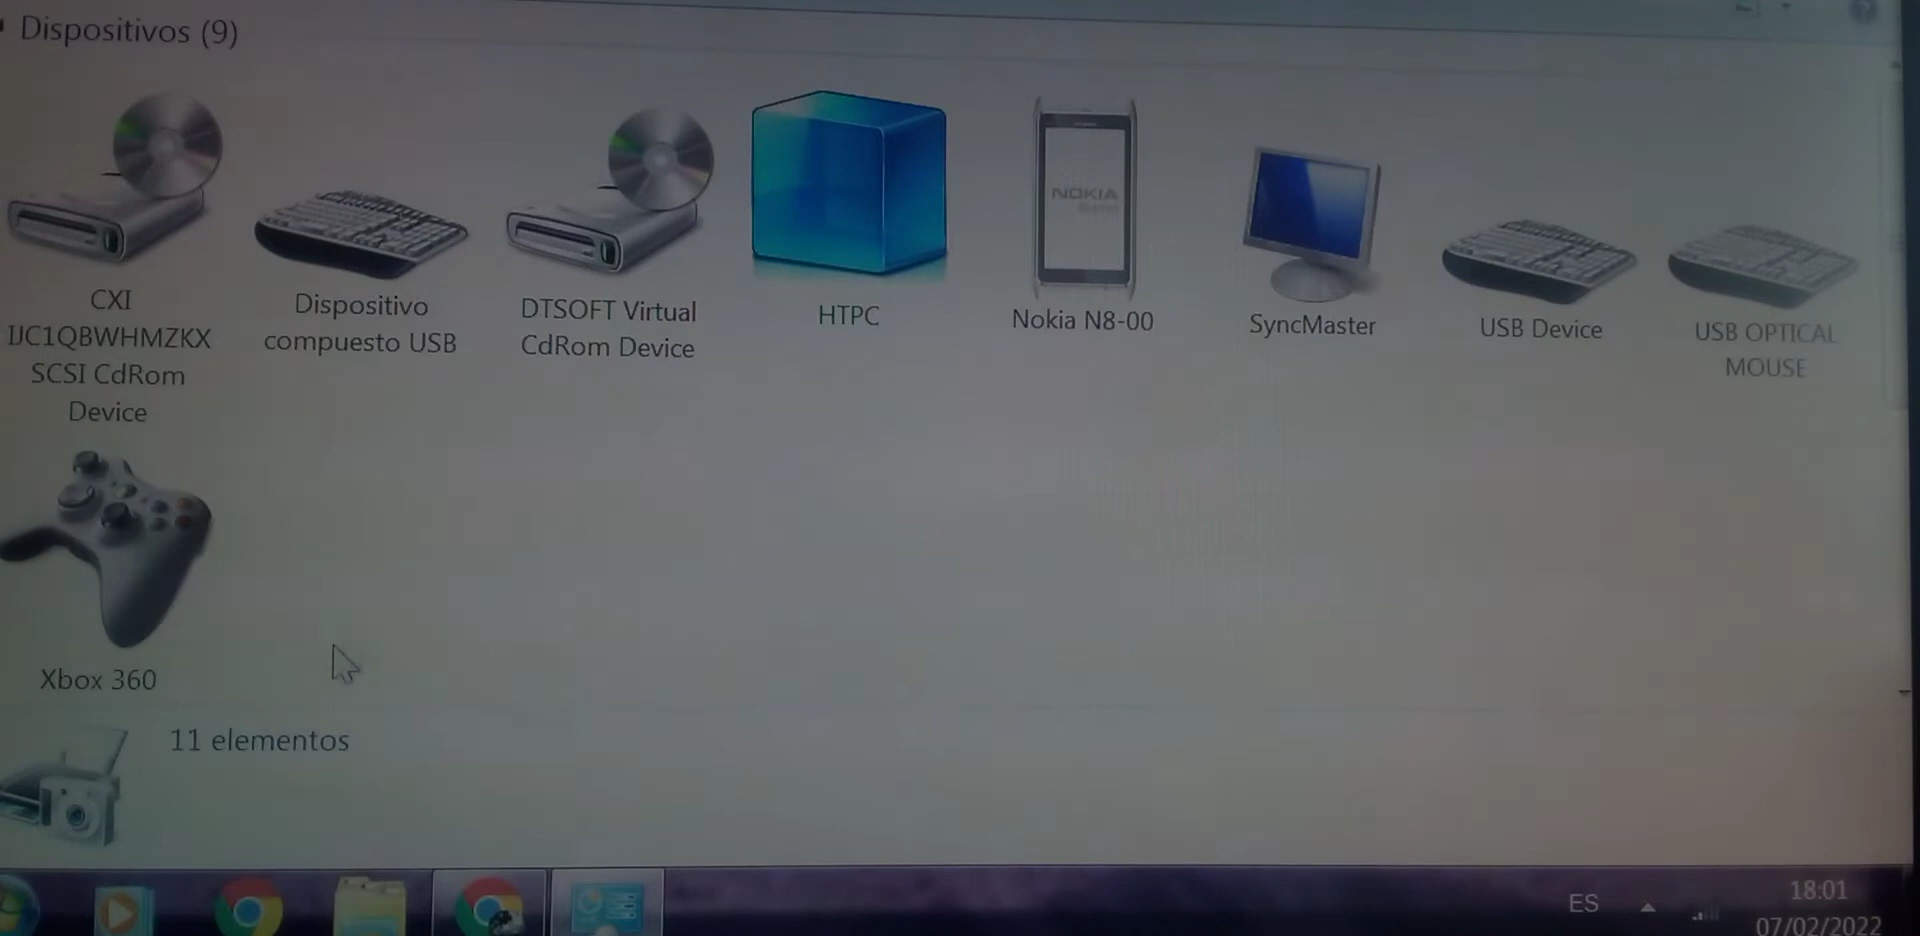 Dispositivos (9)
CXI
IJC1QBWHMZKX
SCSI CdRom
Device
Dispositivo
compuesto USB
DTSOFT Virtual
CdRom Device
HTPC
NOKIA
Nokia N8-00
SyncMaster
USB Device
USB OPTICAL
MOUSE
Xbox 360
11 elementos
ES
18:01
07/02/2022